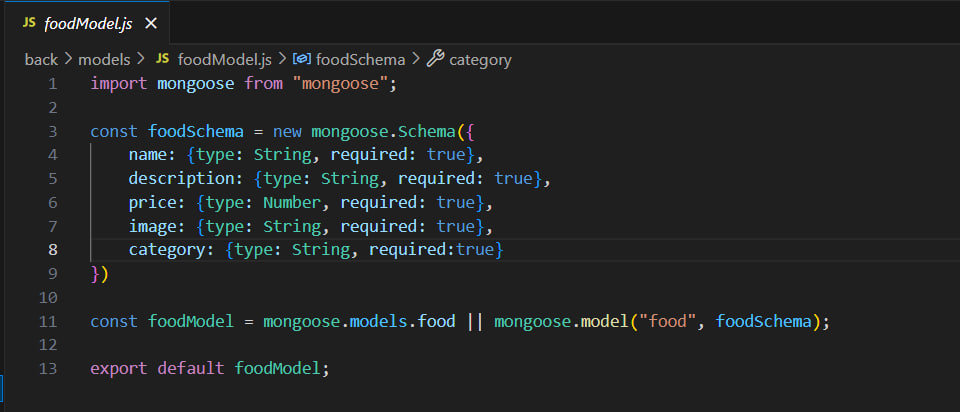 JS foodModel.js ×
back > models > JS foodModel.js > foodSchema > category
1 import mongoose from "mongoose";
2
3 const foodSchema = new mongoose.Schema({
4     name: {type: String, required: true},
5     description: {type: String, required: true},
6     price: {type: Number, required: true},
7     image: {type: String, required: true},
8     category: {type: String, required:true}
9 })
10
11 const foodModel = mongoose.models.food || mongoose.model("food", foodSchema);
12
13 export default foodModel;